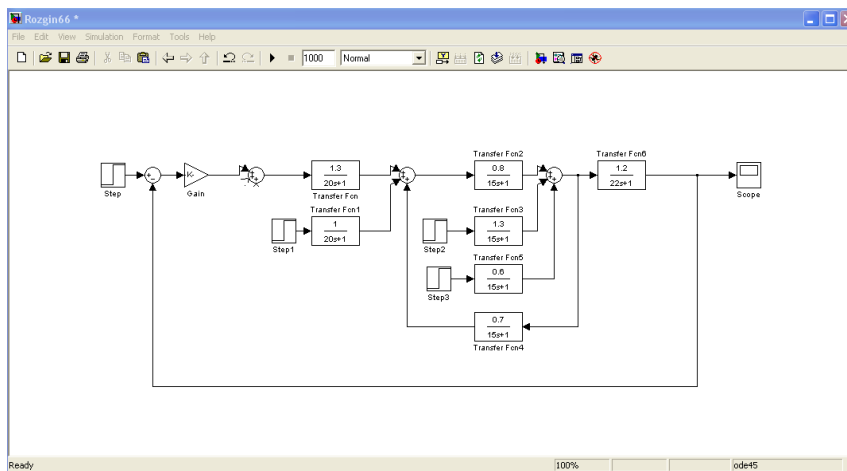 Rozgin66 *
File Edit View Simulation Format Tools Help
1000 Normal
Step
Gain
K-
1.3
20s+1
Transfer Fcn
Transfer Fcn1
1
20s+1
Step1
Transfer Fcn2
0.8
15s+1
Transfer Fcn3
1.3
15s+1
Step2
Transfer Fcn5
0.6
15s+1
Step3
0.7
15s+1
Transfer Fcn4
Transfer Fcn6
1.2
22s+1
Scope
Ready 100% ode45